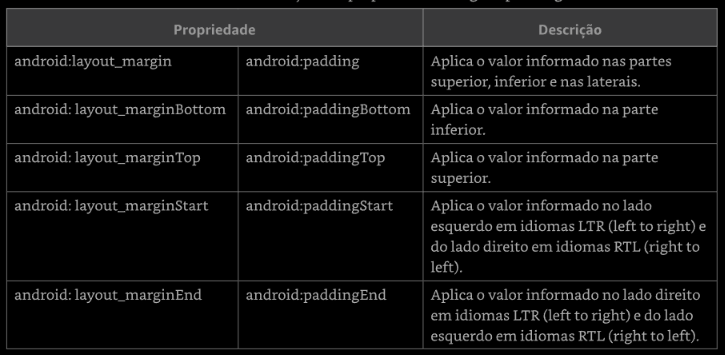 Propriedade Descrição
android:layout_margin android:padding Aplica o valor informado nas partes
superior, inferior e nas laterais.
android: layout_marginBottom android:paddingBottom Aplica o valor informado na parte
inferior.
android: layout_marginTop android:paddingTop Aplica o valor informado na parte
superior.
android: layout_marginStart android:paddingStart Aplica o valor informado no lado
esquerdo em idiomas LTR (left to right) e
do lado direito em idiomas RTL (right to
left).
android: layout_marginEnd android:paddingEnd Aplica o valor informado no lado direito
em idiomas LTR (left to right) e do lado
esquerdo em idiomas RTL (right to left).